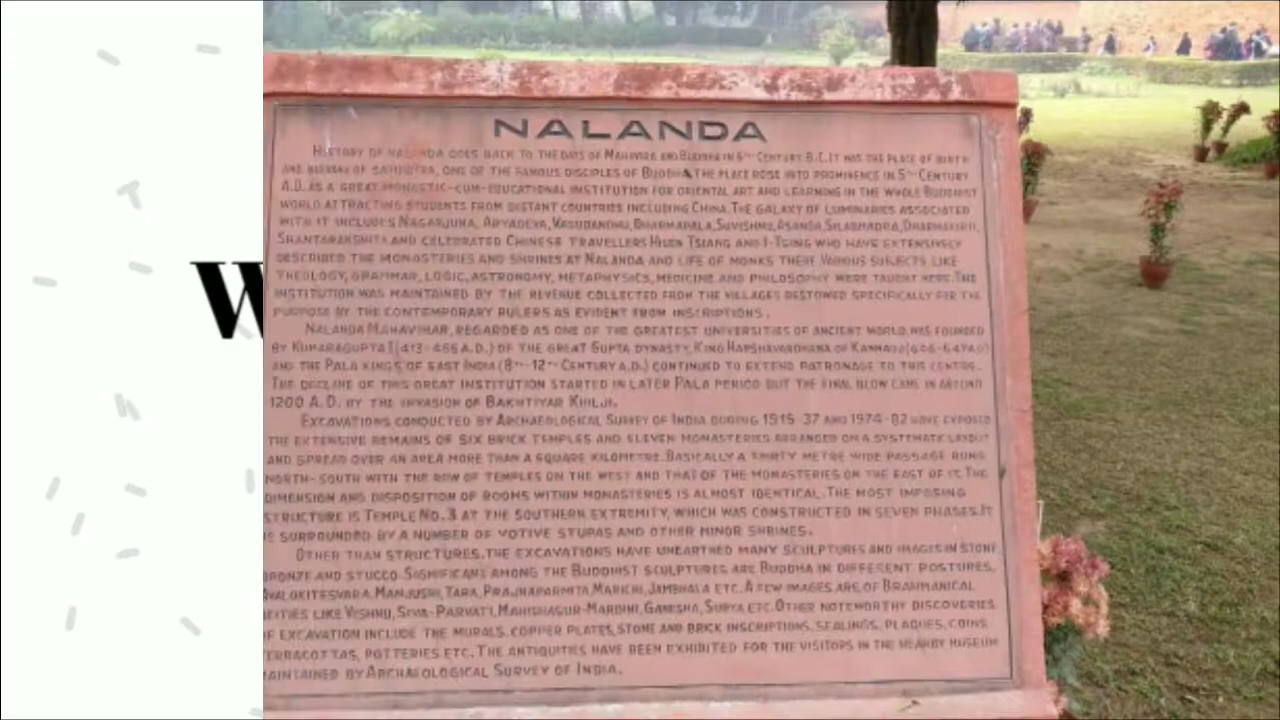 W
NALANDA
HISTORY OF NALANDA GOES BACK TO THE DAYS OF MAHAVIRA AND BUDDHA IN 6TH CENTURY B.C. IT WAS THE PLACE OF BIRTH
AND NIRVANA OF SARIPUTRA, ONE OF THE FAMOUS DISCIPLES OF BUDDHA. THE PLACE ROSE INTO PROMINENCE IN 5TH CENTURY
A.D. AS A GREAT MONASTIC-CUM-EDUCATIONAL INSTITUTION FOR ORIENTAL ART AND LEARNING IN THE WHOLE BUDDHIST
WORLD ATTRACTING STUDENTS FROM DISTANT COUNTRIES INCLUDING CHINA. THE GALAXY OF LUMINARIES ASSOCIATED
WITH IT INCLUDES NAGARJUNA, ARYADEVA, VASUBANDHU, DHARMAPALA, SUVISHNU, ASANGA, SILABHADRA, DHARMAKIRTI,
SHANTARAKSHITA AND CELEBRATED CHINESE TRAVELLERS HIUEN TSIANG AND I-TSING WHO HAVE EXTENSIVELY
DESCRIBED THE MONASTERIES AND SHRINES AT NALANDA AND LIFE OF MONKS THERE. VARIOUS SUBJECTS LIKE
THEOLOGY, GRAMMAR, LOGIC, ASTRONOMY, METAPHYSICS, MEDICINE AND PHILOSOPHY WERE TAUGHT HERE. THE
INSTITUTION WAS MAINTAINED BY THE REVENUE COLLECTED FROM THE VILLAGES BESTOWED SPECIFICALLY FOR THE
PURPOSE BY THE CONTEMPORARY RULERS AS EVIDENT FROM INSCRIPTIONS.
NALANDA MAHAVIHAR, REGARDED AS ONE OF THE GREATEST UNIVERSITIES OF ANCIENT WORLD WAS FOUNDED
BY KUMARAGUPTA I (413-455 A.D.) OF THE GREAT GUPTA DYNASTY. KING HARSHAVARDHANA OF KANNAUJ (606-647 A.D.)
AND THE PALA KINGS OF EAST INDIA (8TH-12TH CENTURY A.D.) CONTINUED TO EXTEND PATRONAGE TO THIS CENTRE.
THE DECLINE OF THIS GREAT INSTITUTION STARTED IN LATER PALA PERIOD BUT THE FINAL BLOW CAME IN AROUND
1200 A.D. BY THE INVASION OF BAKHTIYAR KHILJI.
EXCAVATIONS CONDUCTED BY ARCHAEOLOGICAL SURVEY OF INDIA DURING 1915-37 AND 1974-82 HAVE EXPOSED
THE EXTENSIVE REMAINS OF SIX BRICK TEMPLES AND ELEVEN MONASTERIES ARRANGED ON A SYSTEMATIC LAYOUT
AND SPREAD OVER AN AREA MORE THAN A SQUARE KILOMETRE. BASICALLY A THIRTY METRE WIDE PASSAGE RUNS
NORTH-SOUTH WITH THE ROW OF TEMPLES ON THE WEST AND THAT OF THE MONASTERIES ON THE EAST OF IT. THE
DIMENSION AND DISPOSITION OF ROOMS WITHIN MONASTERIES IS ALMOST IDENTICAL. THE MOST IMPOSING
STRUCTURE IS TEMPLE NO. 3 AT THE SOUTHERN EXTREMITY, WHICH WAS CONSTRUCTED IN SEVEN PHASES. IT
IS SURROUNDED BY A NUMBER OF VOTIVE STUPAS AND OTHER MINOR SHRINES.
OTHER THAN STRUCTURES, THE EXCAVATIONS HAVE UNEARTHED MANY SCULPTURES AND IMAGES IN STONE,
BRONZE AND STUCCO. SIGNIFICANT AMONG THE BUDDHIST SCULPTURES ARE BUDDHA IN DIFFERENT POSTURES,
AVALOKITESVARA, MANJUSRI, TARA, PRAJNAPARMITA, MARICHI, JAMBHALA ETC. A FEW IMAGES ARE OF BRAHMANICAL
DEITIES LIKE VISHNU, SIVA-PARVATI, MAHISHASUR-MARDINI, GANESHA, SURYA ETC. OTHER NOTEWORTHY DISCOVERIES
OF EXCAVATION INCLUDE THE MURALS, COPPER PLATES, STONE AND BRICK INSCRIPTIONS, SEALINGS, PLAQUES, COINS,
TERRACOTTAS, POTTERIES ETC. THE ANTIQUITIES HAVE BEEN EXHIBITED FOR THE VISITORS IN THE NEARBY MUSEUM
MAINTAINED BY ARCHAEOLOGICAL SURVEY OF INDIA.